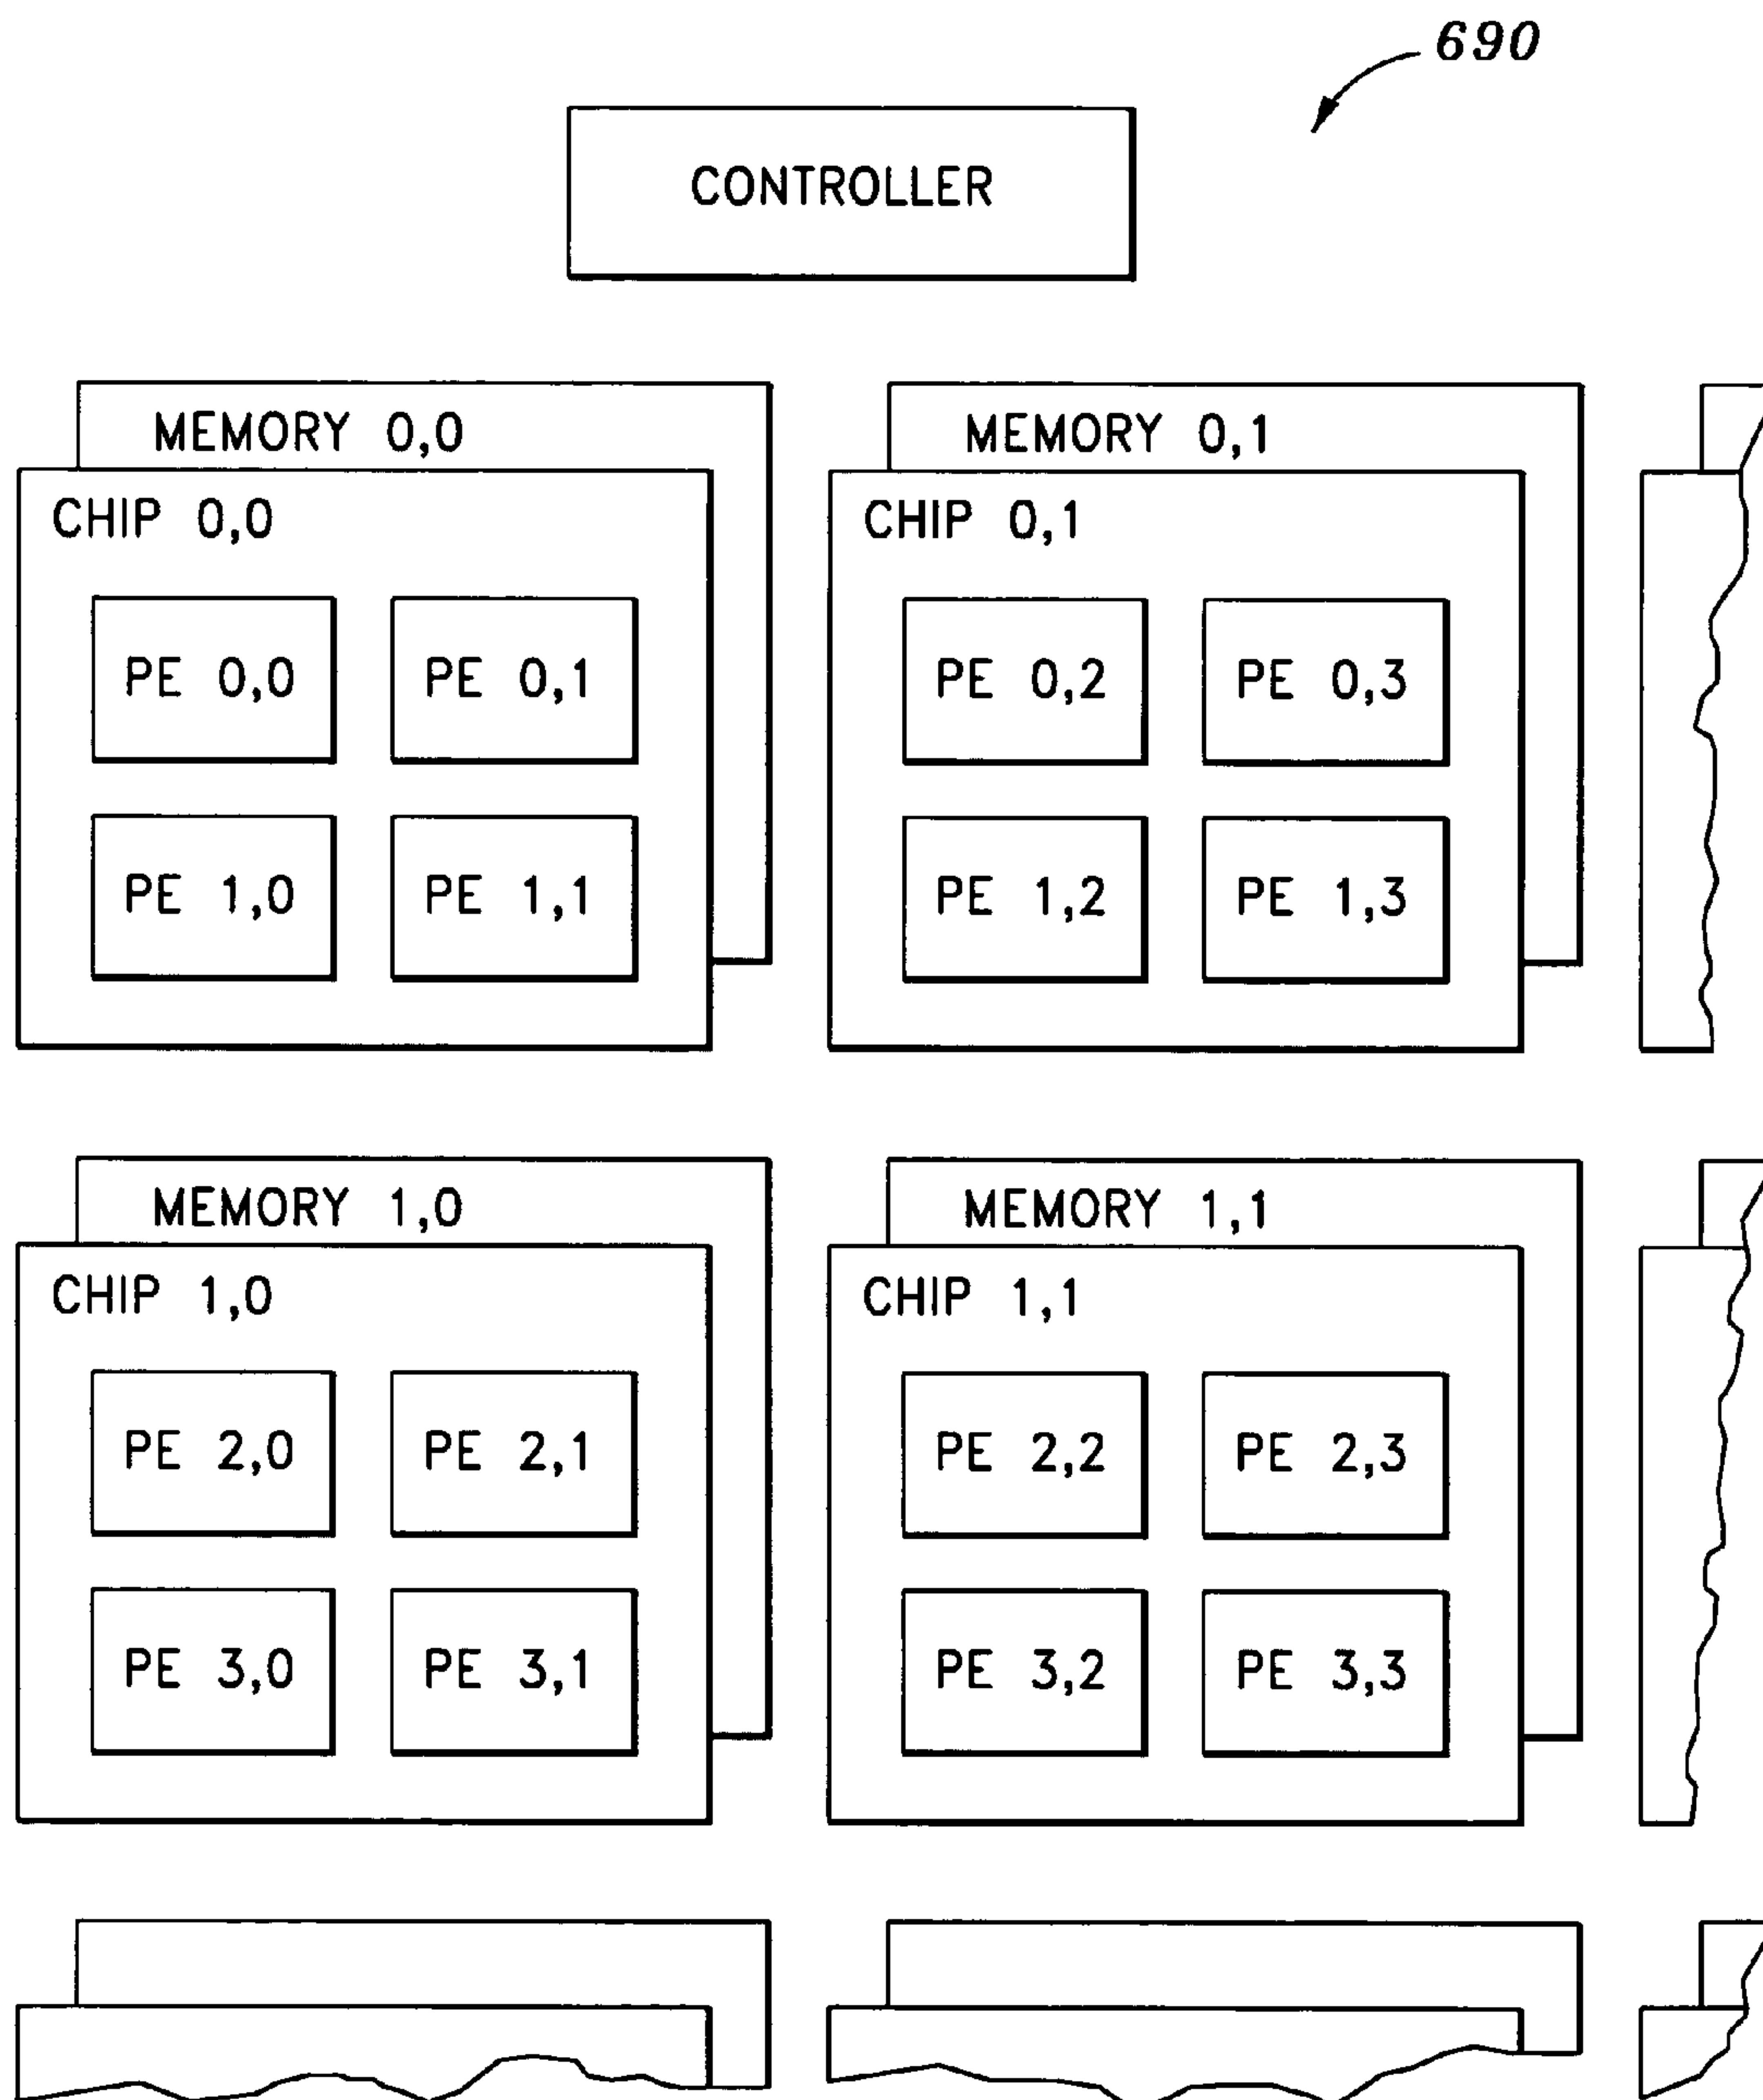 690
CONTROLLER
MEMORY 0,0
CHIP 0,0
PE 0,0
PE 0,1
PE 1,0
PE 1,1
MEMORY 0,1
CHIP 0,1
PE 0,2
PE 0,3
PE 1,2
PE 1,3
MEMORY 1,0
CHIP 1,0
PE 2,0
PE 2,1
PE 3,0
PE 3,1
MEMORY 1,1
CHIP 1,1
PE 2,2
PE 2,3
PE 3,2
PE 3,3